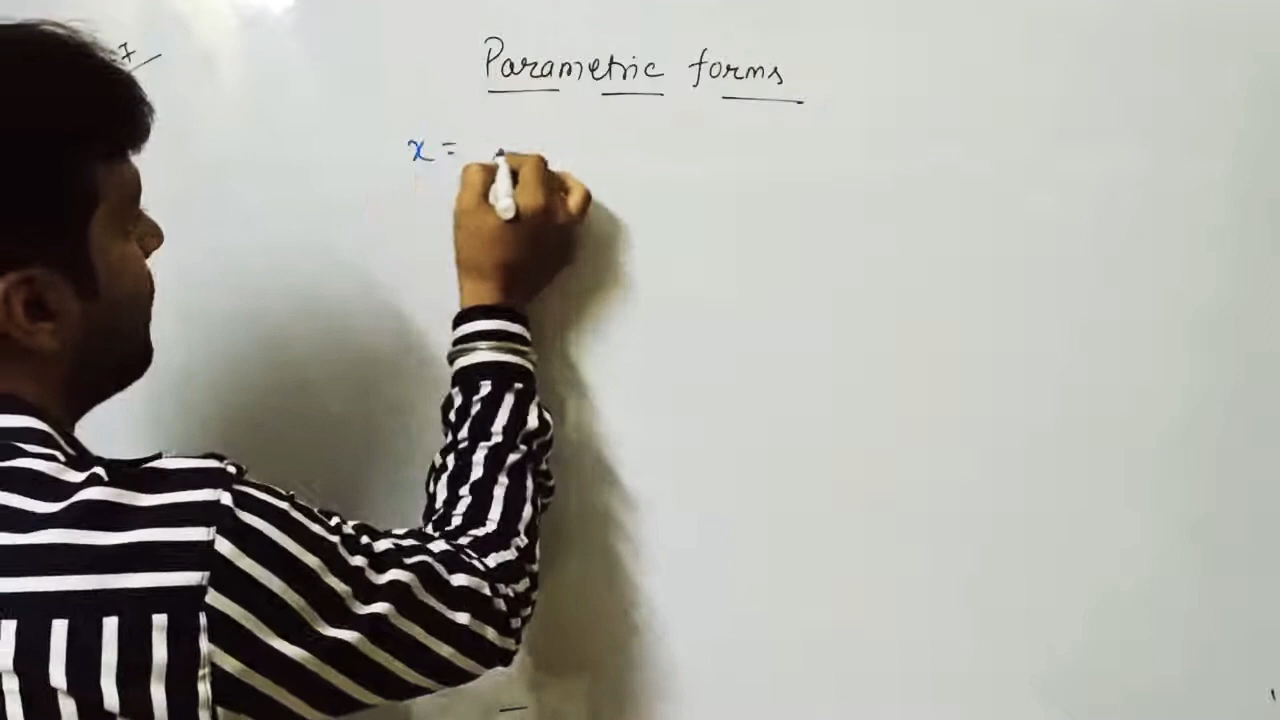 Parametric forms
x =